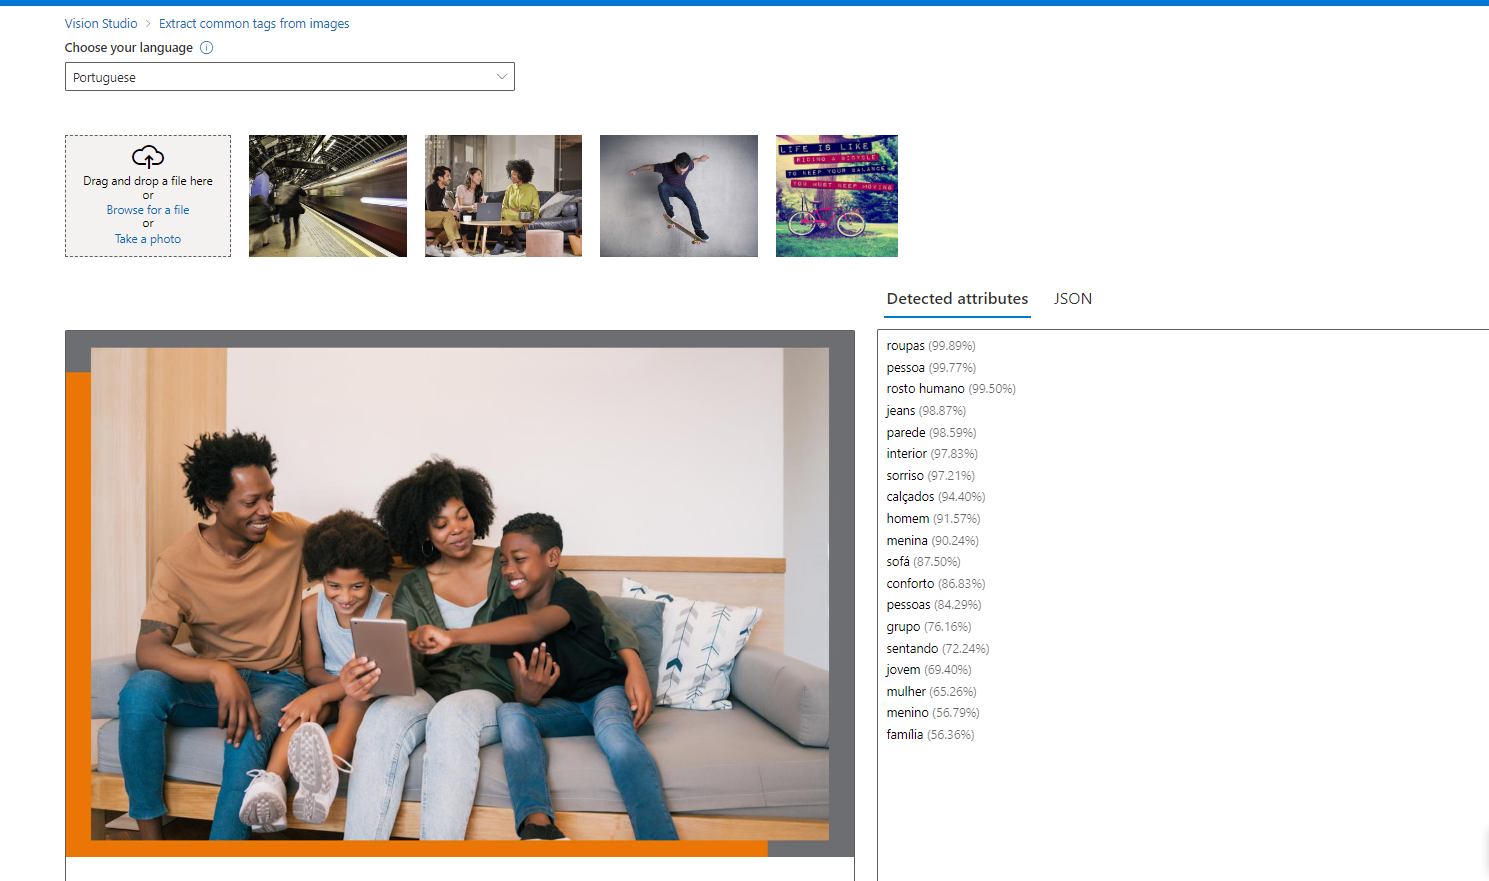 Vision Studio > Extract common tags from images
Choose your language
Portuguese
Drag and drop a file here
or
Browse for a file
or
Take a photo
LIFE IS LIKE
RIDING A BICYCLE
TO KEEP YOUR BALANCE
YOU MUST KEEP MOVING
Detected attributes JSON
roupas (99.89%)
pessoa (99.77%)
rosto humano (99.50%)
jeans (98.87%)
parede (98.59%)
interior (97.83%)
sorriso (97.21%)
calçados (94.40%)
homem (91.57%)
menina (90.24%)
sofá (87.50%)
conforto (86.83%)
pessoas (84.29%)
grupo (76.16%)
sentando (72.24%)
jovem (69.40%)
mulher (65.26%)
menino (56.79%)
família (56.36%)